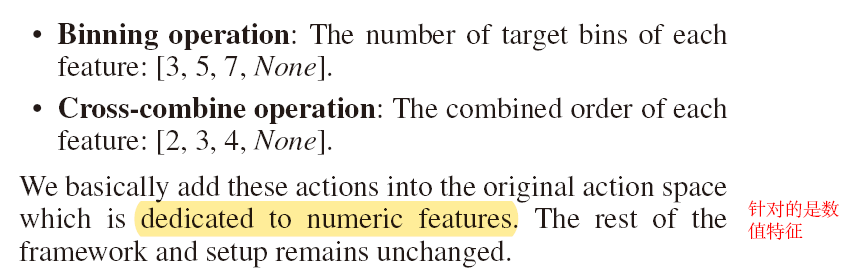 • Binning operation: The number of target bins of each
feature: [3, 5, 7, None].
• Cross-combine operation: The combined order of each
feature: [2, 3, 4, None].
We basically add these actions into the original action space
which is dedicated to numeric features. The rest of the
framework and setup remains unchanged.
针对的是数
值特征